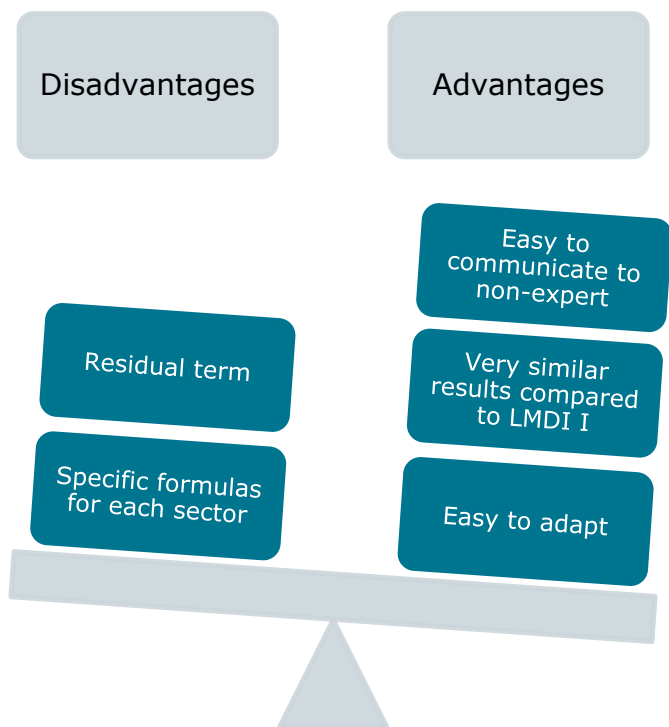 Disadvantages
Advantages
Residual term
Specific formulas
for each sector
Easy to
communicate to
non-expert
Very similar
results compared
to LMDI I
Easy to adapt